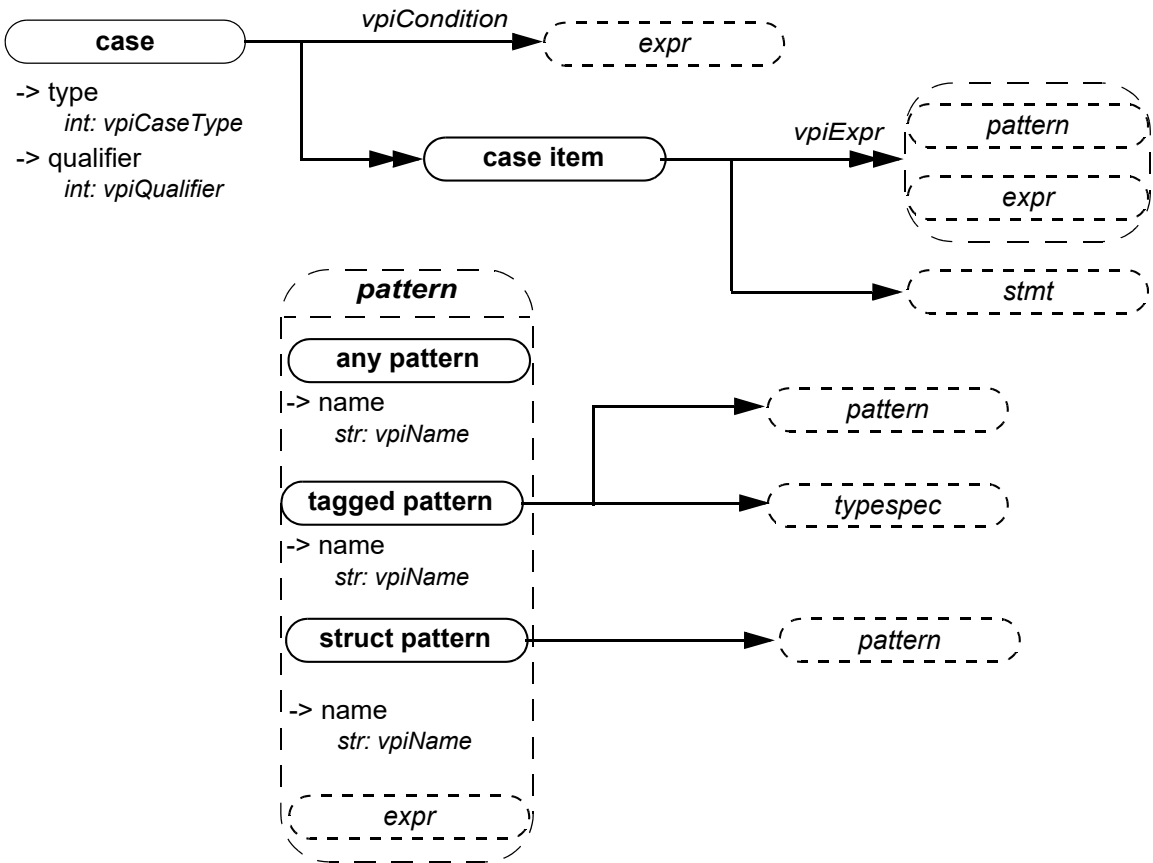 vpiCondition
case
expr
-> type
int: vpiCaseType
-> qualifier
int: vpiQualifier
case item
vpiExpr
pattern
expr
stmt
pattern
any pattern
-> name
str: vpiName
pattern
tagged pattern
typespec
-> name
str: vpiName
struct pattern
pattern
-> name
str: vpiName
expr